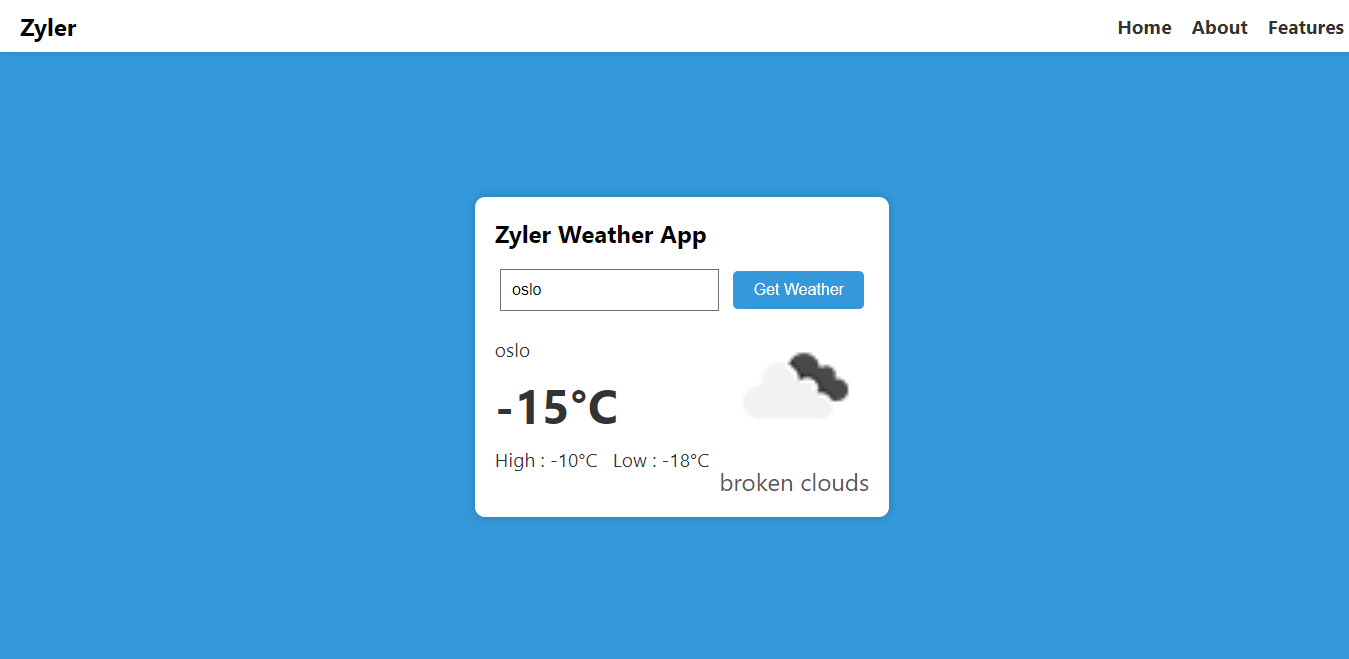 Zyler
Home About Features
Zyler Weather App
oslo
Get Weather
oslo
-15°C
High : -10°C Low : -18°C
broken clouds